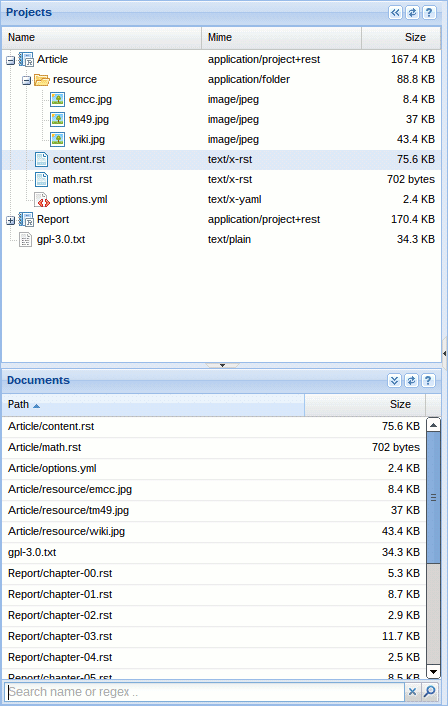 Projects
Name Mime Size
Article application/project+rest 167.4 KB
resource application/folder 88.8 KB
emcc.jpg image/jpeg 8.4 KB
tm49.jpg image/jpeg 37 KB
wiki.jpg image/jpeg 43.4 KB
content.rst text/x-rst 75.6 KB
math.rst text/x-rst 702 bytes
options.yml text/x-yaml 2.4 KB
Report application/project+rest 170.4 KB
gpl-3.0.txt text/plain 34.3 KB
Documents
Path Size
Article/content.rst 75.6 KB
Article/math.rst 702 bytes
Article/options.yml 2.4 KB
Article/resource/emcc.jpg 8.4 KB
Article/resource/tm49.jpg 37 KB
Article/resource/wiki.jpg 43.4 KB
gpl-3.0.txt 34.3 KB
Report/chapter-00.rst 5.3 KB
Report/chapter-01.rst 8.7 KB
Report/chapter-02.rst 2.9 KB
Report/chapter-03.rst 11.7 KB
Report/chapter-04.rst 2.5 KB
Report/chapter-05.rst 8.5 KB
Search name or regex ..